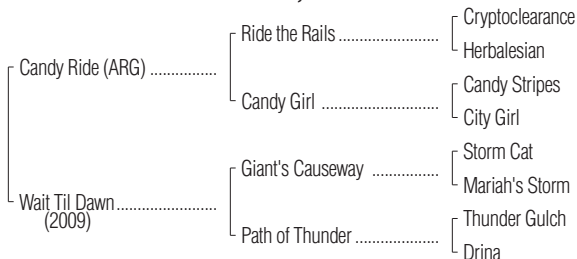 Cryptoclearance
Ride the Rails ....................
Herbalesian
Candy Ride (ARG) .............
Candy Stripes
Candy Girl .......................
City Girl
Storm Cat
Giant's Causeway .............
Mariah's Storm
Wait Til Dawn ...................
(2009)
Thunder Gulch
Path of Thunder ................
Drina